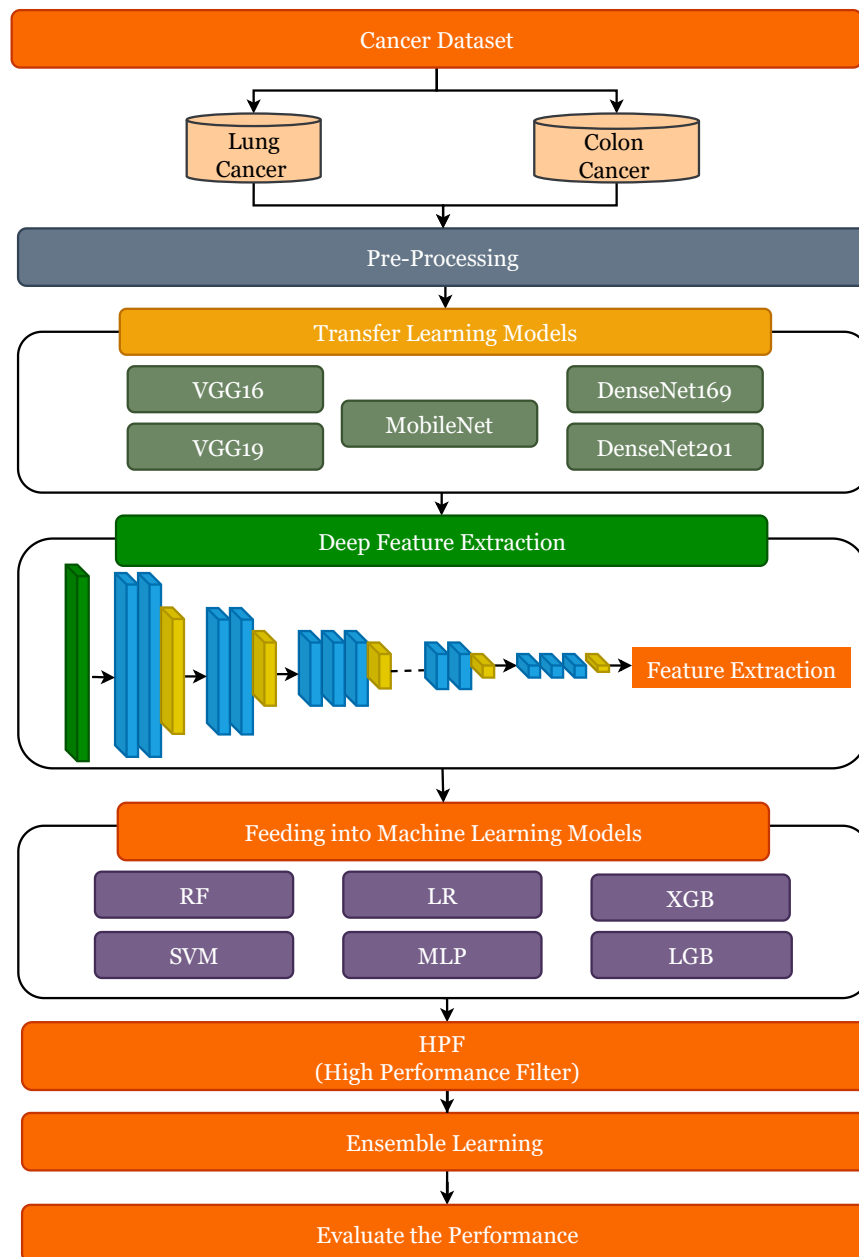 Cancer Dataset
Lung
Cancer
Colon
Cancer
Pre-Processing
Transfer Learning Models
VGG16
DenseNet169
MobileNet
VGG19
DenseNet201
Deep Feature Extraction
Feature Extraction
Feeding into Machine Learning Models
RF
LR
XGB
SVM
MLP
LGB
HPF
(High Performance Filter)
Ensemble Learning
Evaluate the Performance